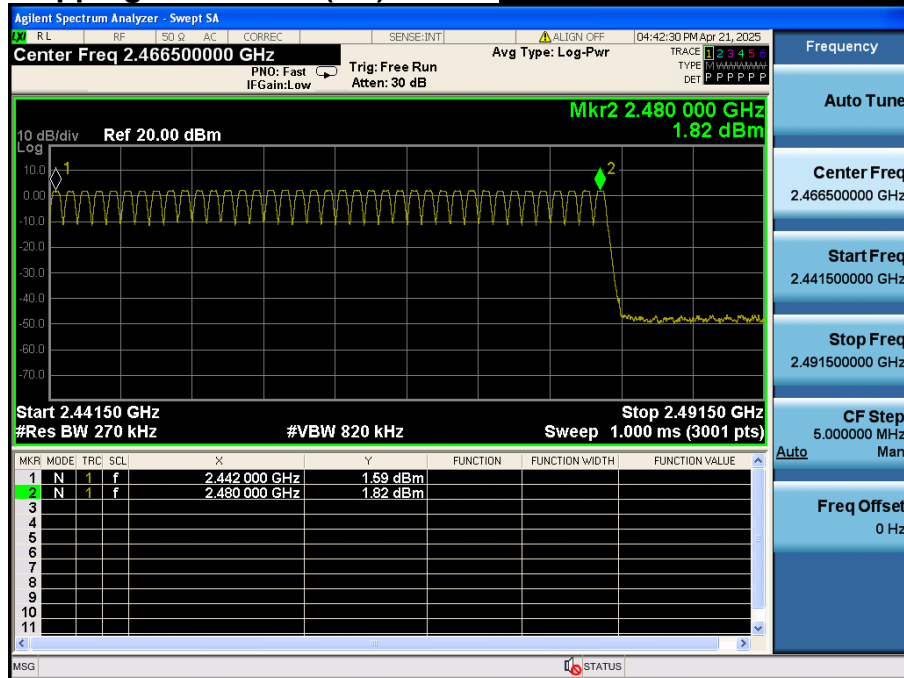 Agilent Spectrum Analyzer - Swept SA
LXI RL RF 50 Ω AC CORREC SENSE:INT ALIGN OFF 04:42:30 PM Apr 21, 2025
Center Freq 2.466500000 GHz
PNO: Fast
IFGain:Low
Trig: Free Run
Atten: 30 dB
Avg Type: Log-Pwr
TRACE 1 2 3 4 5 6
TYPE M WWWWW
DET P P P P P P
Mkr2 2.480 000 GHz
1.82 dBm
10 dB/div Ref 20.00 dBm
Log
10.0
0.00
-10.0
-20.0
-30.0
-40.0
-50.0
-60.0
-70.0
1
2
Start 2.44150 GHz Stop 2.49150 GHz
#Res BW 270 kHz #VBW 820 kHz Sweep 1.000 ms (3001 pts)
MKR MODE TRC SCL X Y FUNCTION FUNCTION WIDTH FUNCTION VALUE
1 N 1 f 2.442 000 GHz 1.59 dBm
2 N 1 f 2.480 000 GHz 1.82 dBm
3
4
5
6
7
8
9
10
11
MSG STATUS
Frequency
Auto Tune
Center Freq
2.466500000 GHz
Start Freq
2.441500000 GHz
Stop Freq
2.491500000 GHz
CF Step
5.000000 MHz
Auto Man
Freq Offset
0 Hz